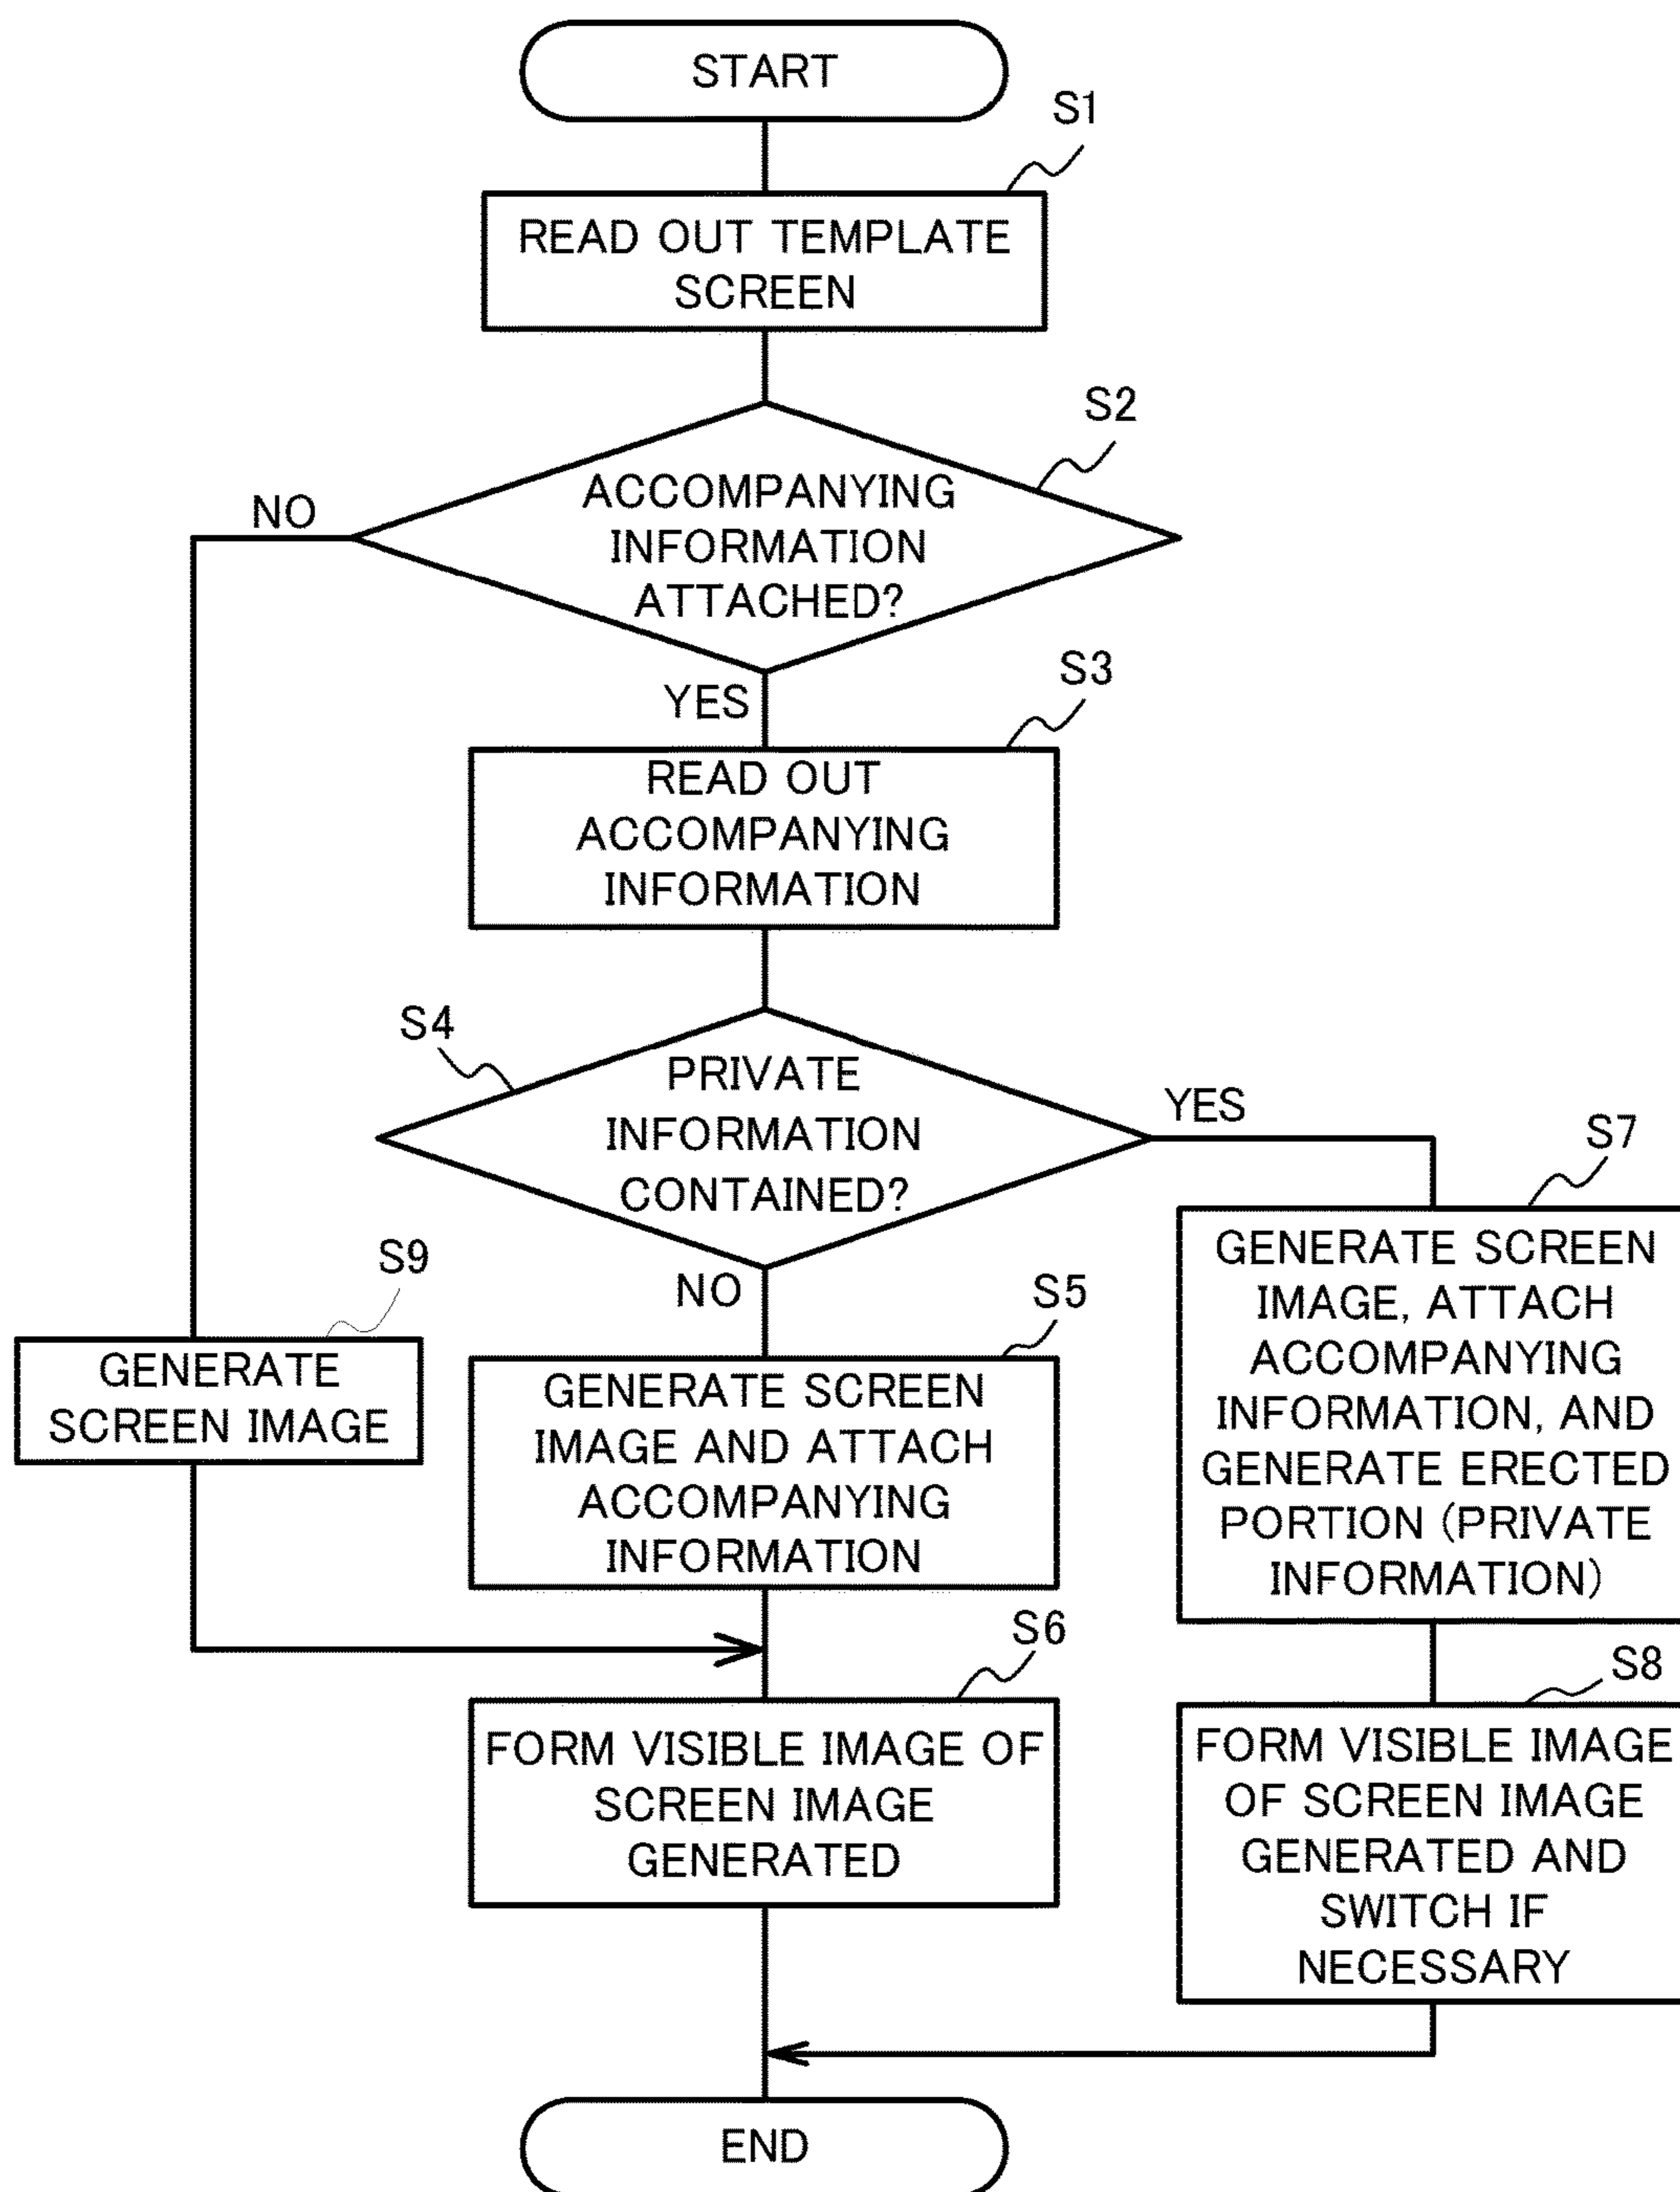 START
S1
READ OUT TEMPLATE
SCREEN
S2
ACCOMPANYING
INFORMATION
ATTACHED?
NO
YES
S3
READ OUT
ACCOMPANYING
INFORMATION
S4
PRIVATE
INFORMATION
CONTAINED?
YES
NO
S7
GENERATE SCREEN
IMAGE, ATTACH
ACCOMPANYING
INFORMATION, AND
GENERATE ERECTED
PORTION (PRIVATE
INFORMATION)
S9
GENERATE
SCREEN IMAGE
S5
GENERATE SCREEN
IMAGE AND ATTACH
ACCOMPANYING
INFORMATION
S6
FORM VISIBLE IMAGE OF
SCREEN IMAGE
GENERATED
S8
FORM VISIBLE IMAGE
OF SCREEN IMAGE
GENERATED AND
SWITCH IF
NECESSARY
END